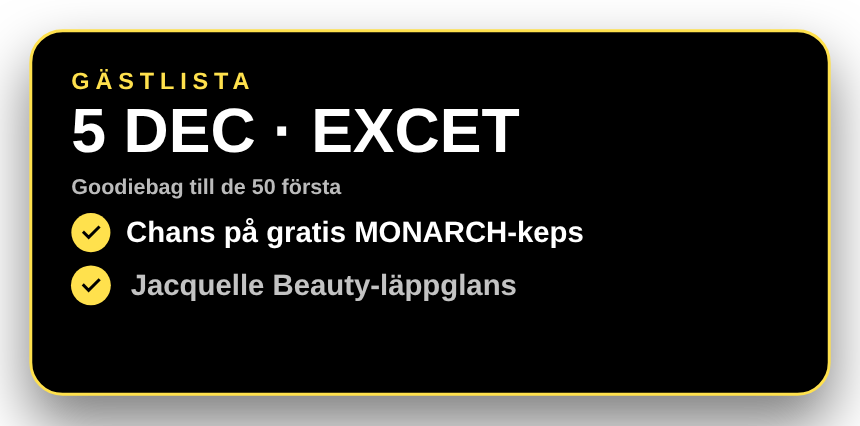 GÄSTLISTA
5 DEC · EXCET
Goodiebag till de 50 första
Chans på gratis MONARCH-keps
Jacquelle Beauty-läppglans